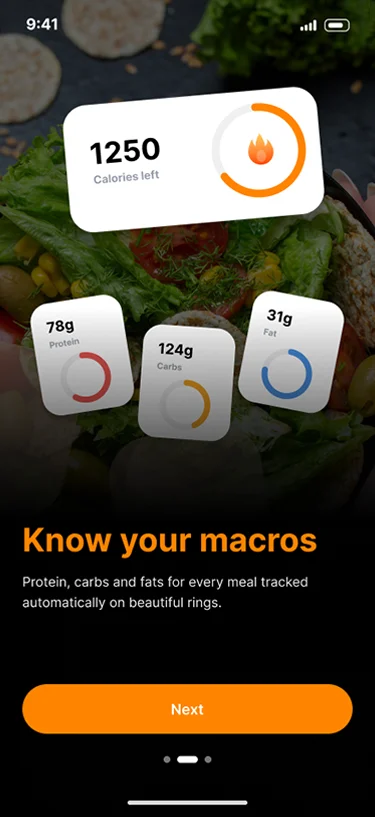 9:41
1250
Calories left
78g
Protein
124g
Carbs
31g
Fat
Know your macros
Protein, carbs and fats for every meal tracked
automatically on beautiful rings.
Next